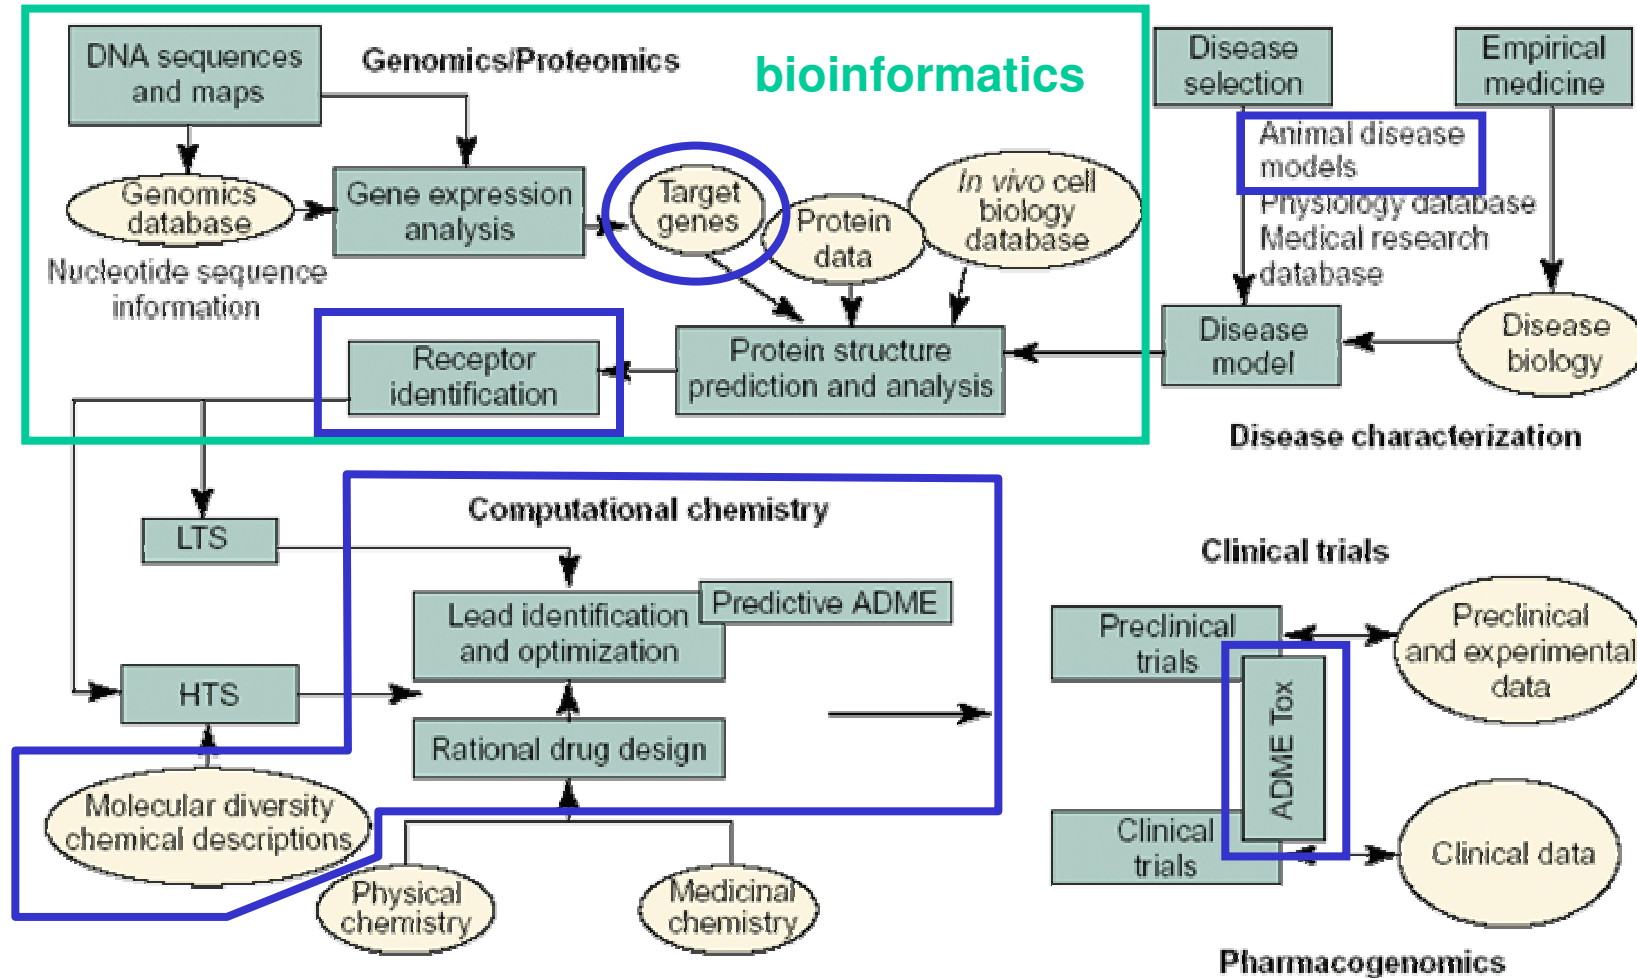 DNA sequences
and maps
Genomics/Proteomics
bioinformatics
Disease
selection
Empirical
medicine
Animal disease
models
Physiology database
Medical research
database
Genomics
database
Nucleotide sequence
information
Gene expression
analysis
Target
genes
Protein
data
In vivo cell
biology
database
Receptor
identification
Protein structure
prediction and analysis
Disease
model
Disease
biology
Disease characterization
LTS
Computational chemistry
Lead identification
and optimization
Predictive ADME
HTS
Rational drug design
Molecular diversity
chemical descriptions
Physical
chemistry
Medicinal
chemistry
Clinical trials
Preclinical
trials
Preclinical
and experimental
data
ADME Tox
Clinical
trials
Clinical data
Pharmacogenomics